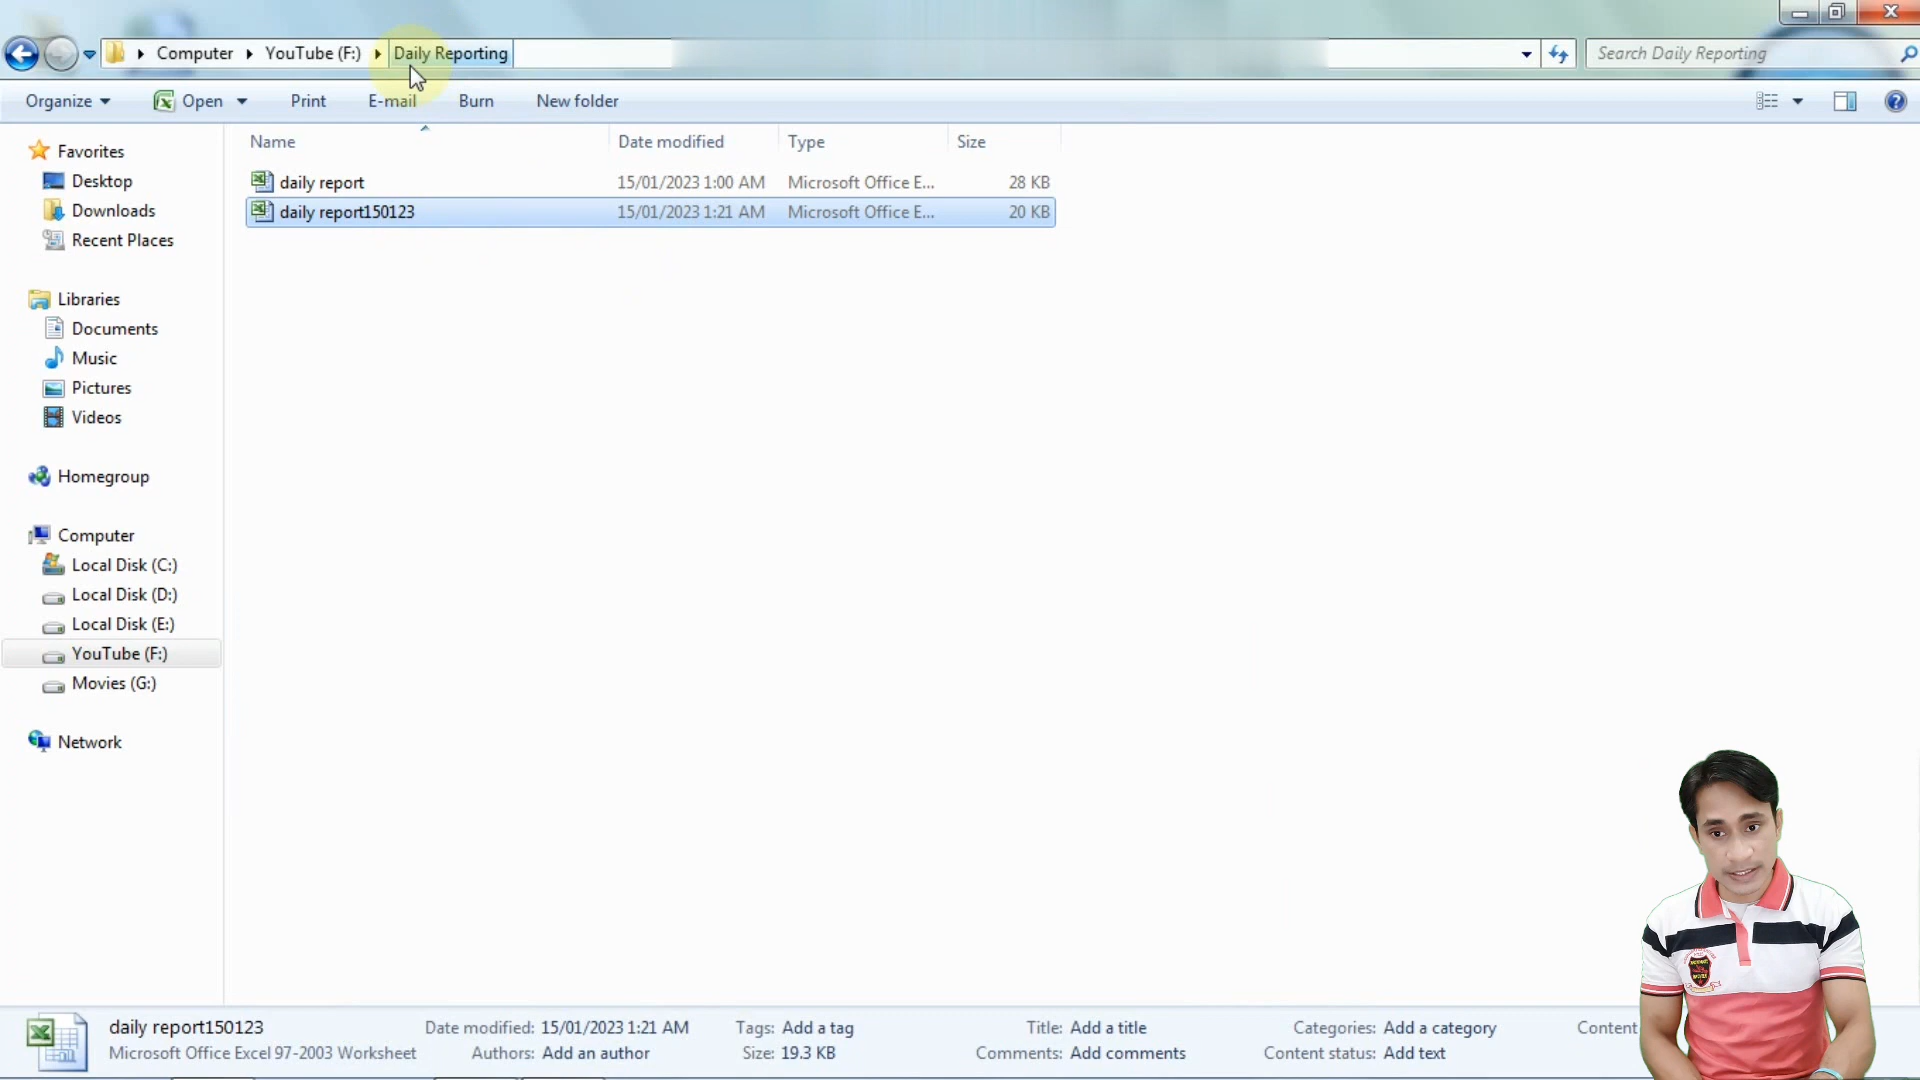 Computer YouTube (F:) Daily Reporting Search Daily Reporting
Organize Open Print E-mail Burn New folder
Name Date modified Type Size
daily report 15/01/2023 1:00 AM Microsoft Office E... 28 KB
daily report150123 15/01/2023 1:21 AM Microsoft Office E... 20 KB
Favorites
Desktop
Downloads
Recent Places
Libraries
Documents
Music
Pictures
Videos
Homegroup
Computer
Local Disk (C:)
Local Disk (D:)
Local Disk (E:)
YouTube (F:)
Movies (G:)
Network
daily report150123 Date modified: 15/01/2023 1:21 AM Tags: Add a tag Title: Add a title Categories: Add a category Content
Microsoft Office Excel 97-2003 Worksheet Authors: Add an author Size: 19.3 KB Comments: Add comments Content status: Add text